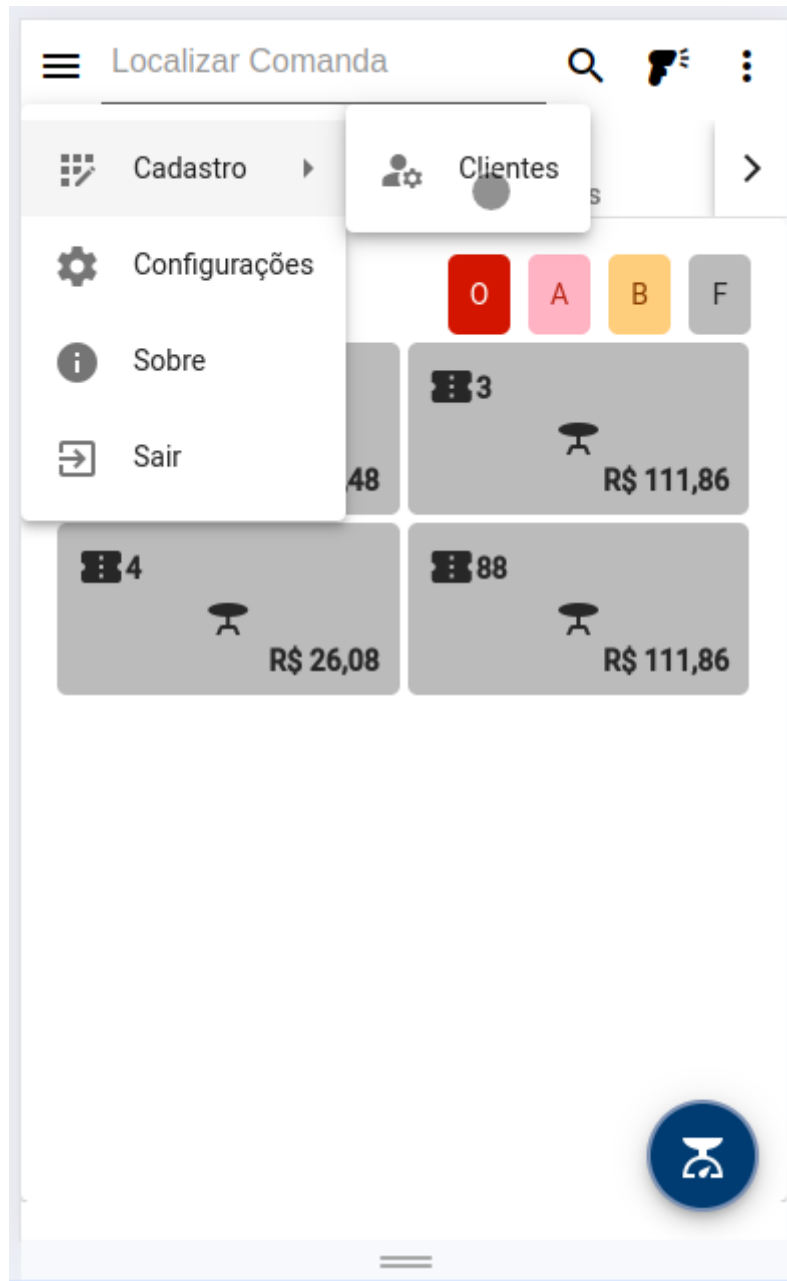 Localizar Comanda
Cadastro
Clientes
s
Configurações
O A B F
Sobre
3
Sair
,48
R$ 111,86
4
88
R$ 26,08
R$ 111,86